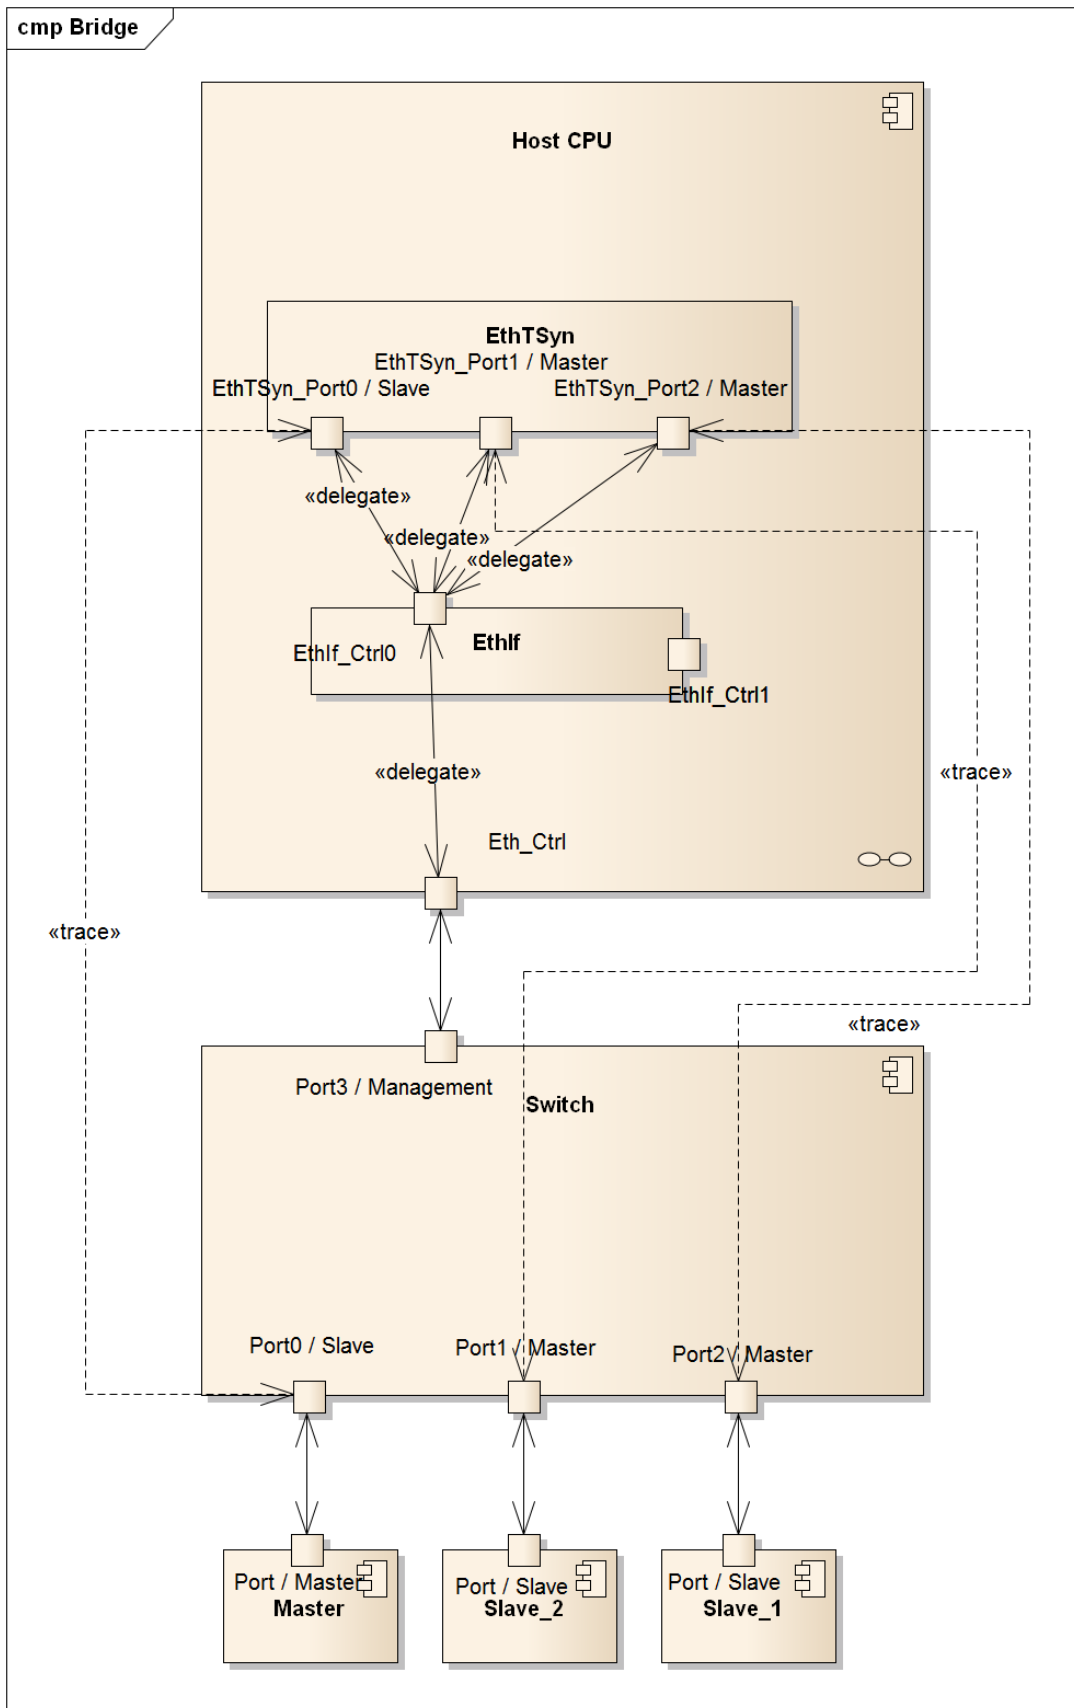 cmp Bridge
Host CPU
EthTSyn
EthTSyn_Port1 / Master
EthTSyn_Port0 / Slave
EthTSyn_Port2 / Master
«delegate»
«delegate»
«delegate»
EthIf
EthIf_Ctrl0
EthIf_Ctrl1
«delegate»
«trace»
Eth_Ctrl
«trace»
«trace»
Port3 / Management
Switch
Port0 / Slave
Port1 / Master
Port2 / Master
Port / Master
Master
Port / Slave
Slave_2
Port / Slave
Slave_1